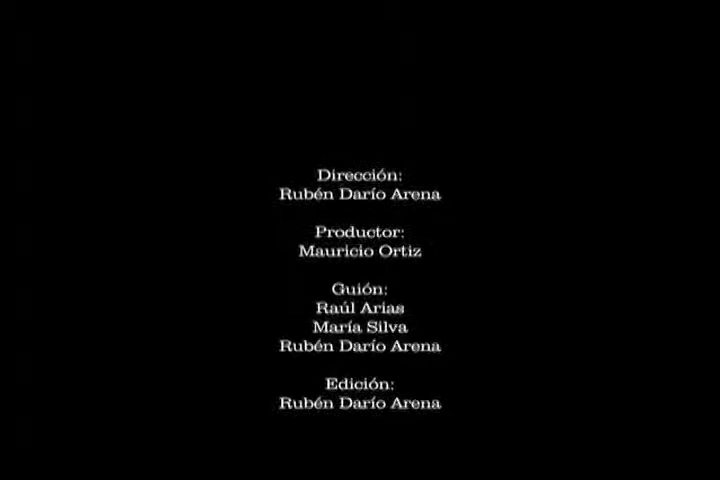 Dirección:
Rubén Darío Arena
Productor:
Mauricio Ortiz
Guión:
Raúl Arias
María Silva
Rubén Darío Arena
Edición:
Rubén Darío Arena